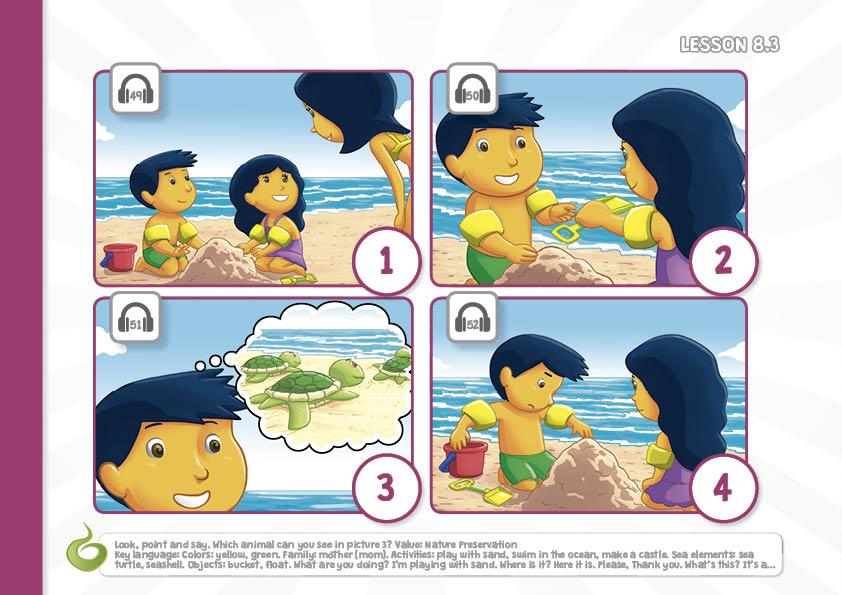 LESSON 8.3
49
50
1
2
51
52
3
4
Look, point and say. Which animal can you see in picture 3? Value: Nature Preservation
Key language: Colors: yellow, green. Family: mother (mom). Activities: play with sand, swim in the ocean, make a castle. Sea elements: sea
turtle, seashell. Objects: bucket, float. What are you doing? I'm playing with sand. Where is it? Here it is. Please, Thank you. What's this? It's a...